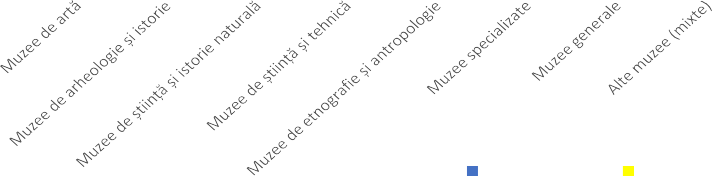 Muzee de artă
Muzee de arheologie și istorie
Muzee de știință și istorie naturală
Muzee de știință și tehnică
Muzee de etnografie și antropologie
Muzee specializate
Muzee generale
Alte muzee (mixte)